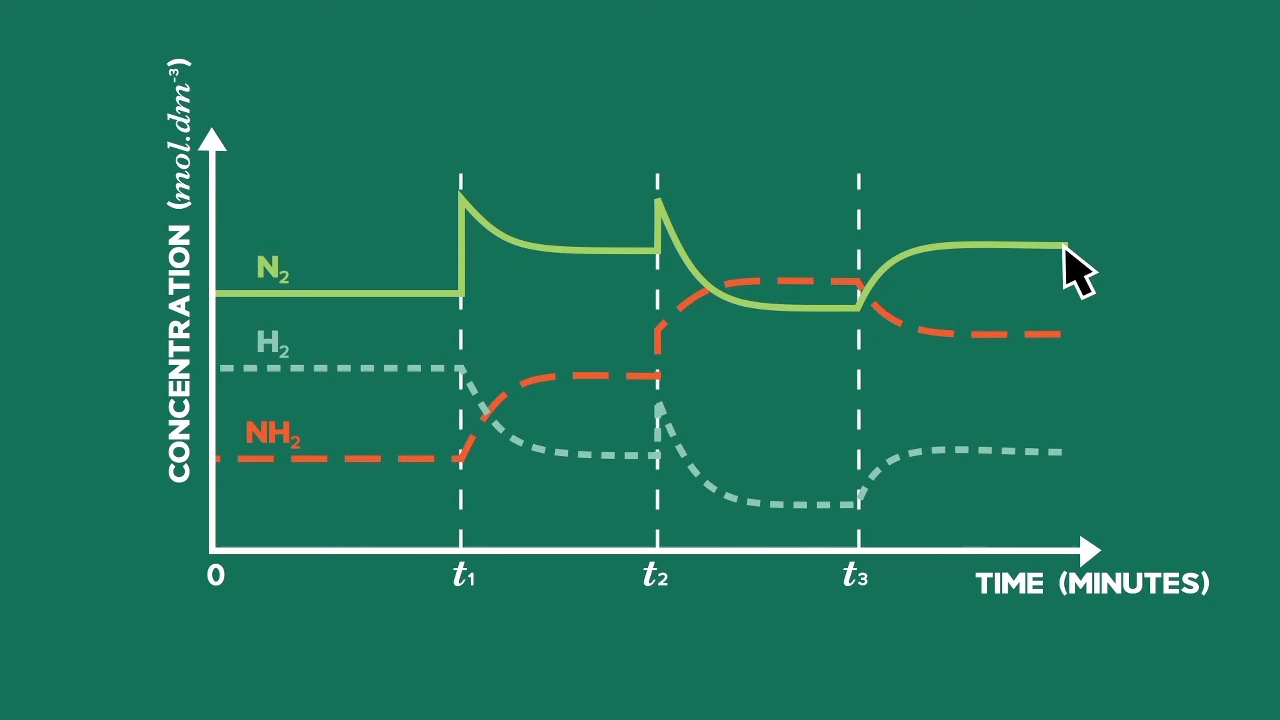 CONCENTRATION (mol.dm⁻³)
N₂
H₂
NH₂
0
t₁
t₂
t₃
TIME (MINUTES)